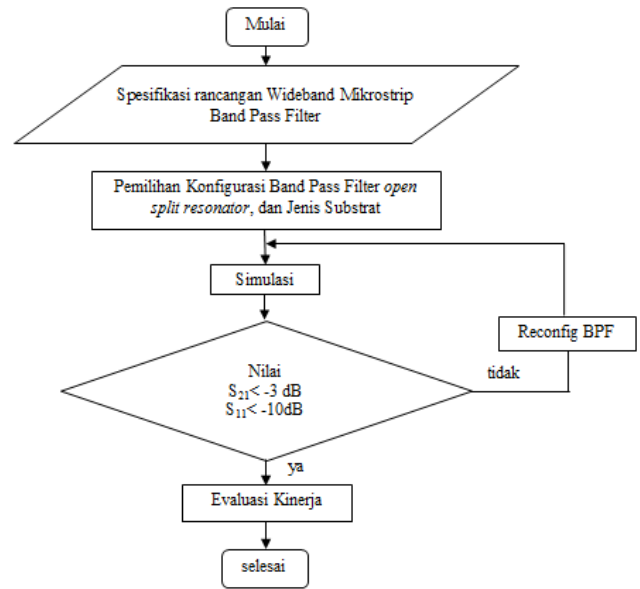 Mulai
Spesifikasi rancangan Wideband Mikrostrip
Band Pass Filter
Pemilihan Konfigurasi Band Pass Filter open
split resonator, dan Jenis Substrat
Simulasi
Reconfig BPF
Nilai
S₂₁< -3 dB
S₁₁< -10dB
tidak
ya
Evaluasi Kinerja
selesai